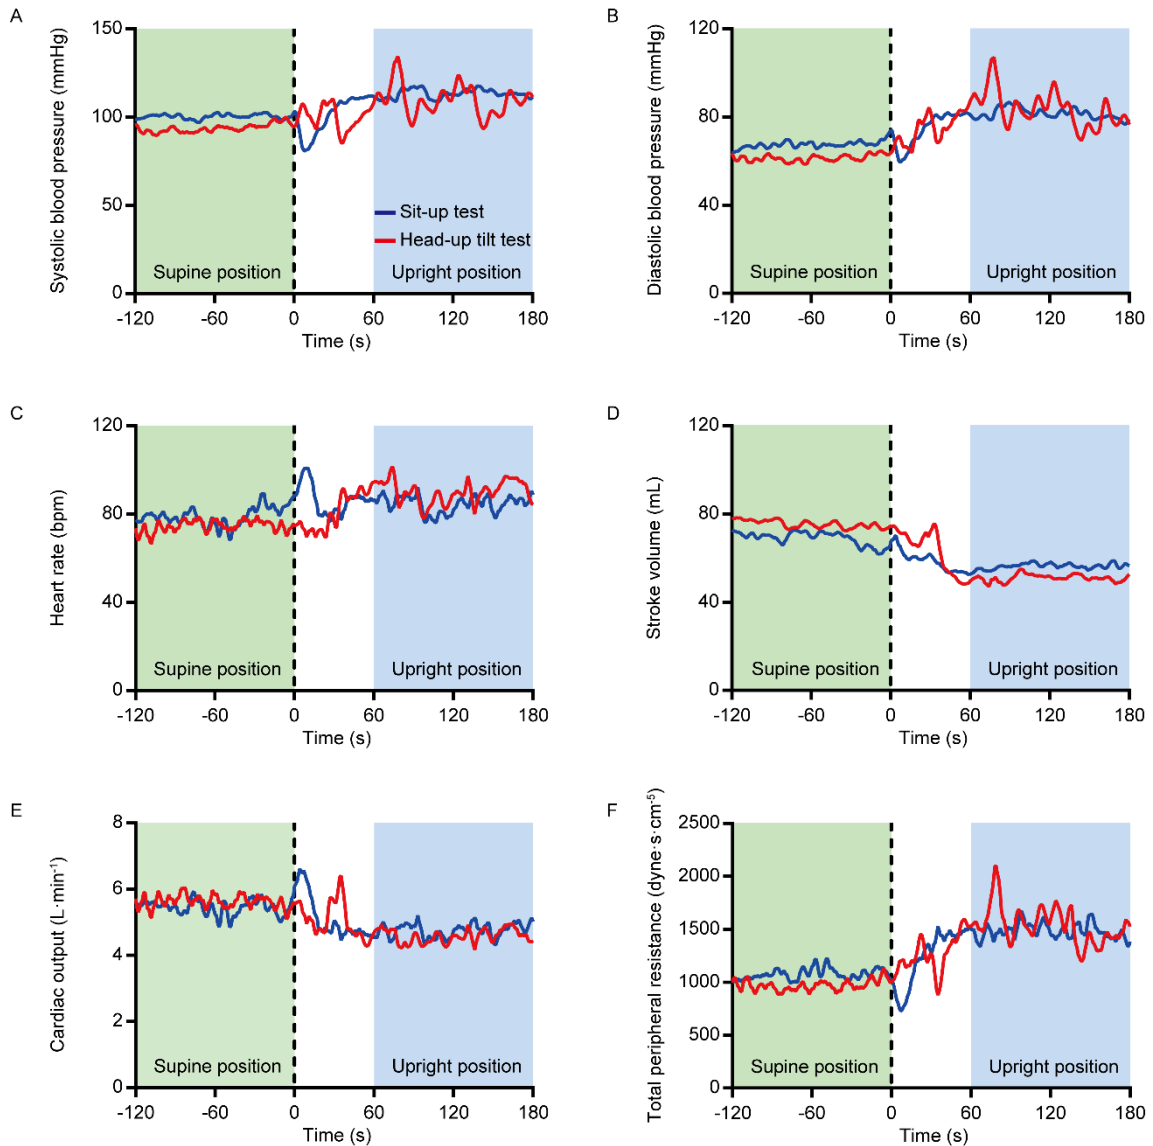 A
Systolic blood pressure (mmHg)
150
100
50
0
Sit-up test
Head-up tilt test
Supine position
Upright position
-120
-60
0
60
120
180
Time (s)
B
Diastolic blood pressure (mmHg)
120
80
40
0
Supine position
Upright position
-120
-60
0
60
120
180
Time (s)
C
Heart rate (bpm)
120
80
40
0
Supine position
Upright position
-120
-60
0
60
120
180
Time (s)
D
Stroke volume (mL)
120
80
40
0
Supine position
Upright position
-120
-60
0
60
120
180
Time (s)
E
Cardiac output (L·min⁻¹)
8
6
4
2
0
Supine position
Upright position
-120
-60
0
60
120
180
Time (s)
F
Total peripheral resistance (dyne·s·cm⁻⁵)
2500
2000
1500
1000
500
0
Supine position
Upright position
-120
-60
0
60
120
180
Time (s)